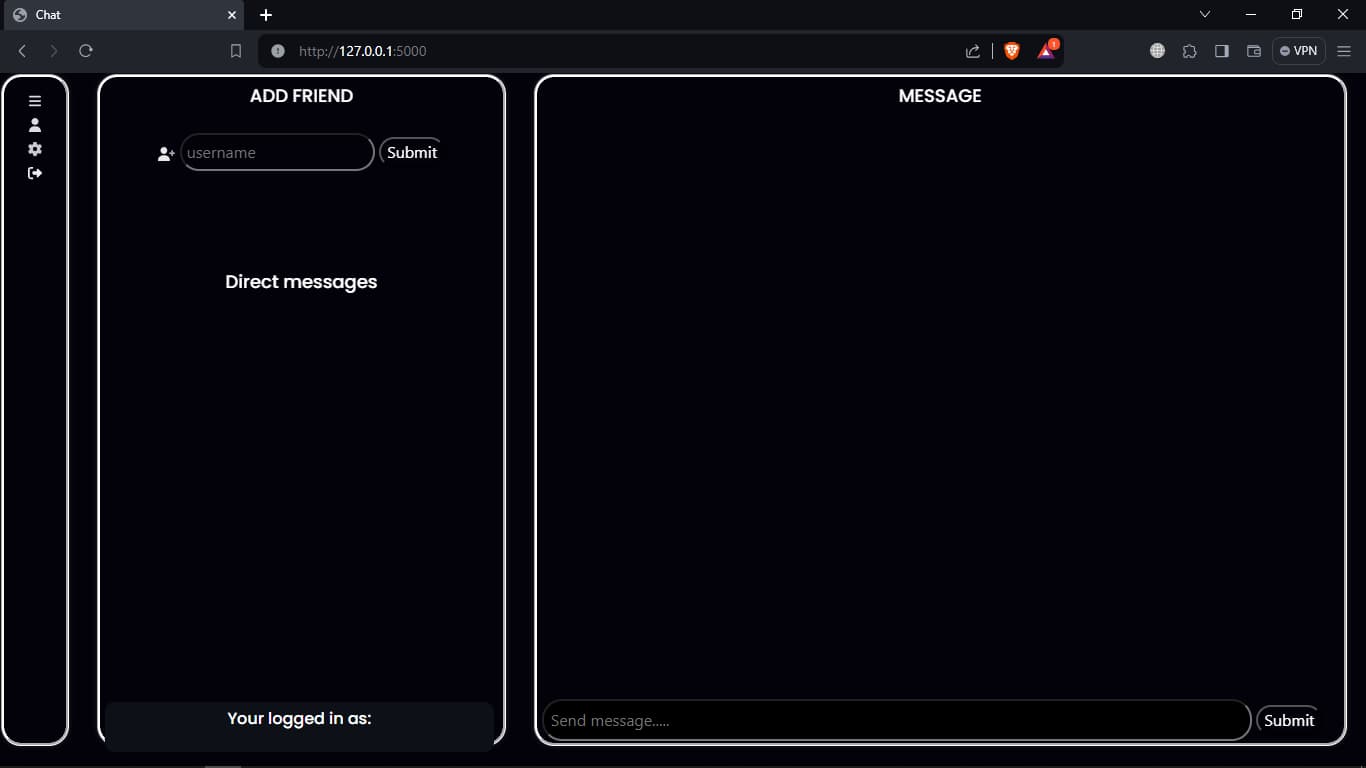 Chat
http://127.0.0.1:5000
1
VPN
ADD FRIEND
username
Submit
Direct messages
Your logged in as:
MESSAGE
Send message.....
Submit